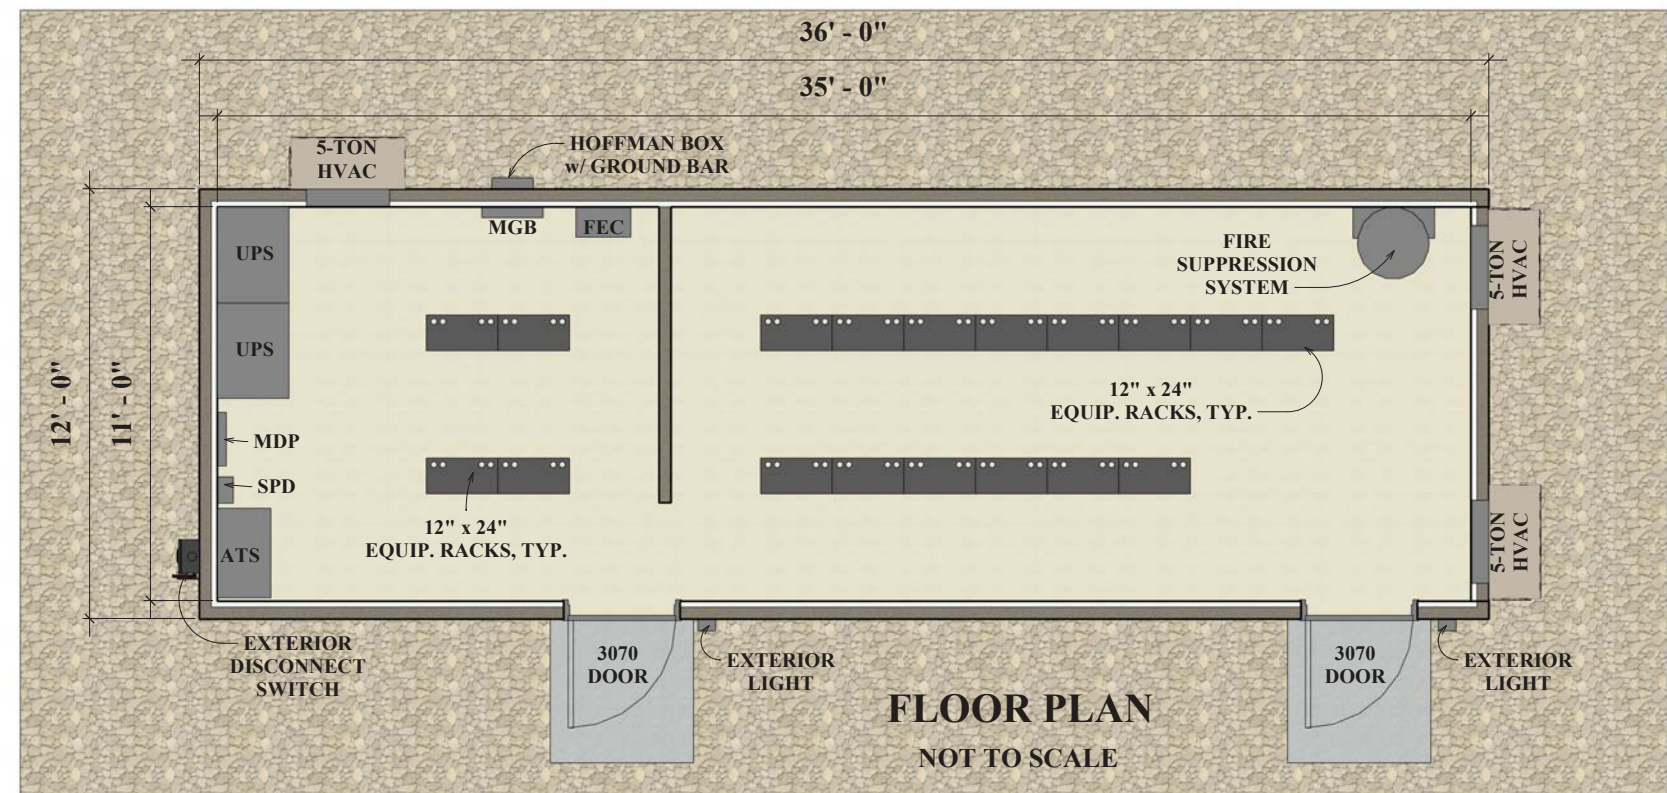 36' - 0"
35' - 0"
5-TON
HVAC
HOFFMAN BOX
w/ GROUND BAR
MGB
FEC
UPS
FIRE
SUPPRESSION
SYSTEM
5-TON
HVAC
UPS
12' - 0"
11' - 0"
12" x 24"
EQUIP. RACKS, TYP.
MDP
SPD
12" x 24"
EQUIP. RACKS, TYP.
ATS
5-TON
HVAC
EXTERIOR
DISCONNECT
SWITCH
3070
DOOR
EXTERIOR
LIGHT
3070
DOOR
EXTERIOR
LIGHT
FLOOR PLAN
NOT TO SCALE